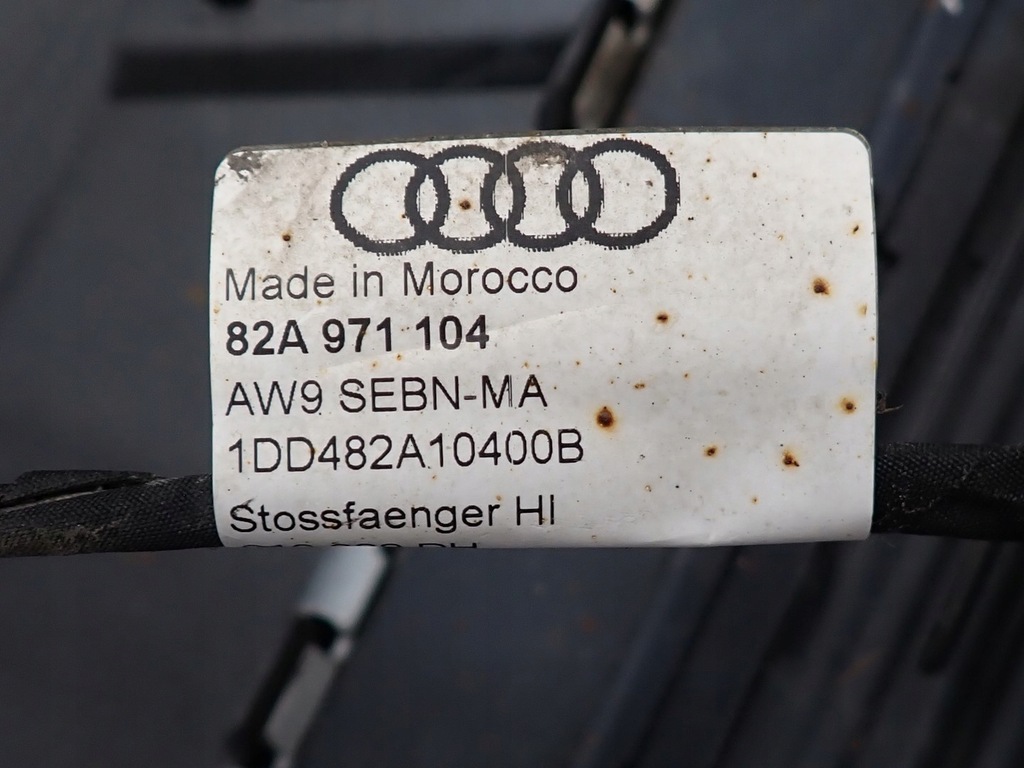 Made in Morocco
82A 971 104
AW9 SEBN-MA
1DD482A10400B
Stossfaenger HI